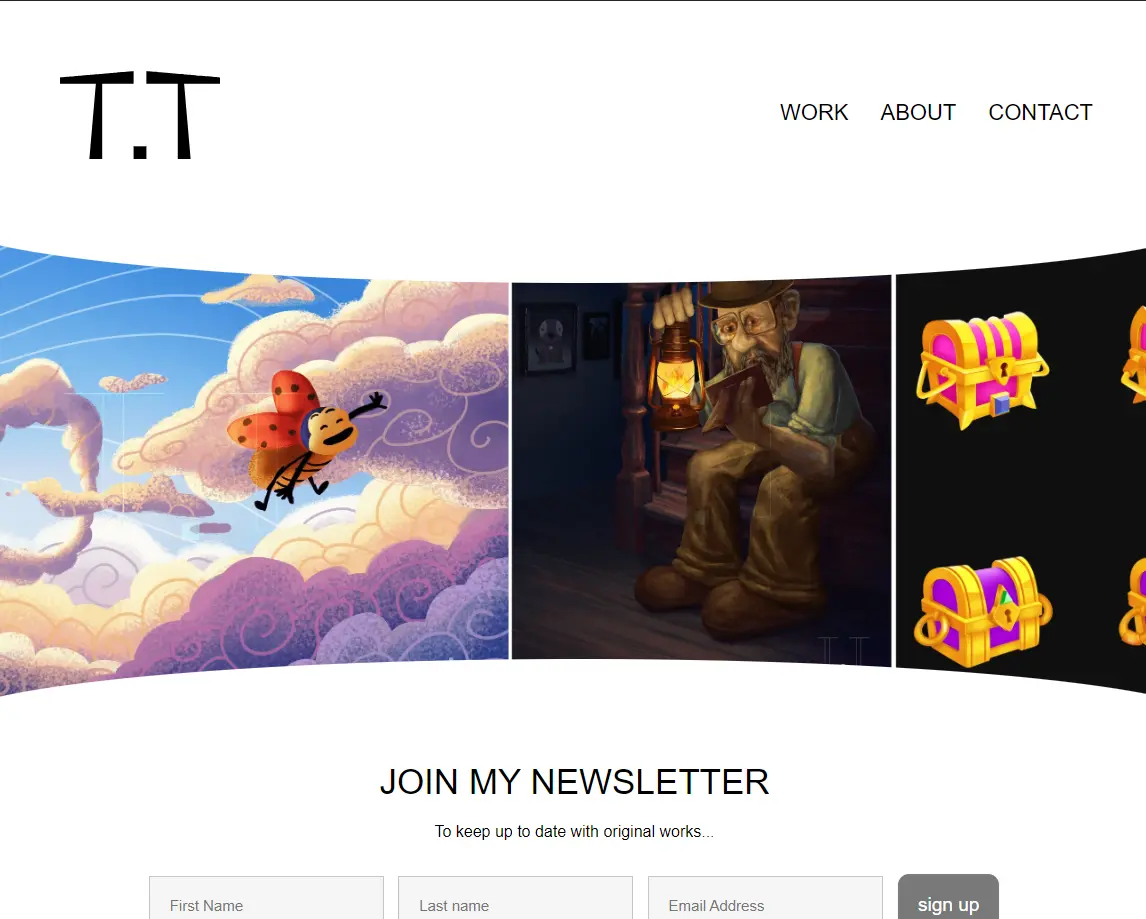 T.T
WORK ABOUT CONTACT
JOIN MY NEWSLETTER
To keep up to date with original works...
First Name Last name Email Address sign up